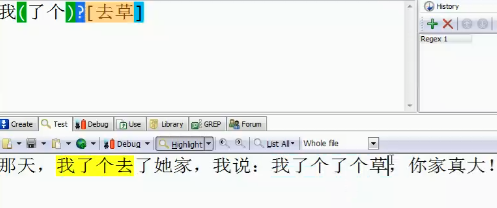 我(了个)?[去草]
History
Regex 1
Create Test Debug Use Library GREP Forum
Debug Highlight List All Whole file
那天，我了个去了她家，我说：我了个了个草，你家真大！